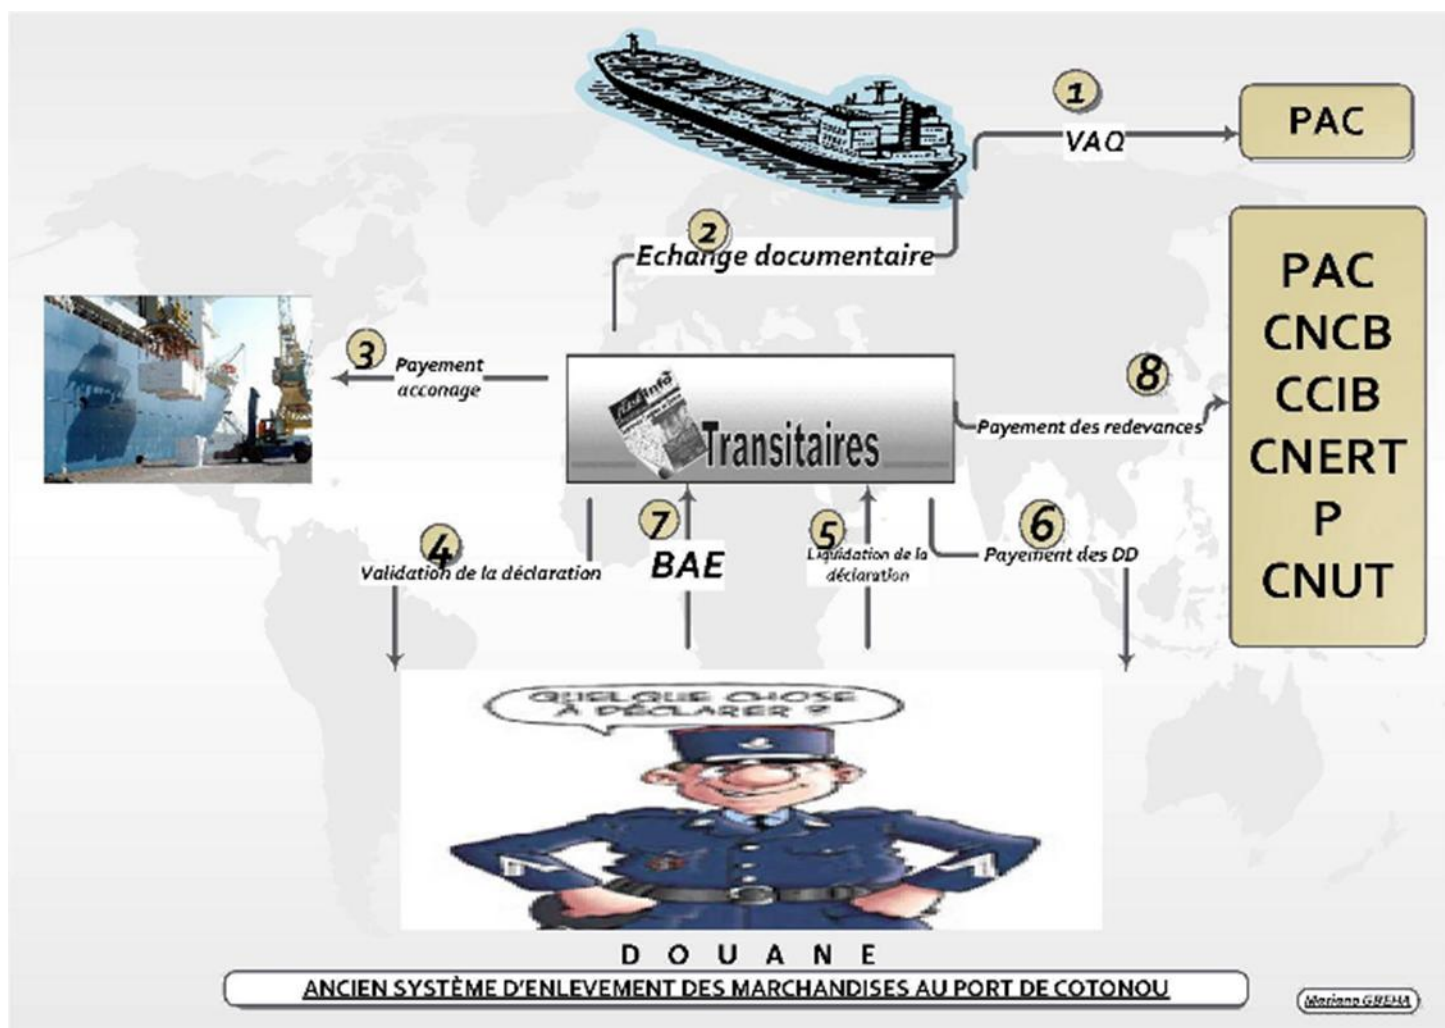 1
VAQ
PAC
2
Echange documentaire
3
Payement
acconage
flash info
Transitaires
8
Payement des redevances
PAC
CNCB
CCIB
CNERT
P
CNUT
4
Validation de la déclaration
7
BAE
5
Liquidation de la
déclaration
6
Payement des DD
QUELQUE CHOSE
À DÉCLARER ?
D O U A N E
ANCIEN SYSTÈME D'ENLEVEMENT DES MARCHANDISES AU PORT DE COTONOU